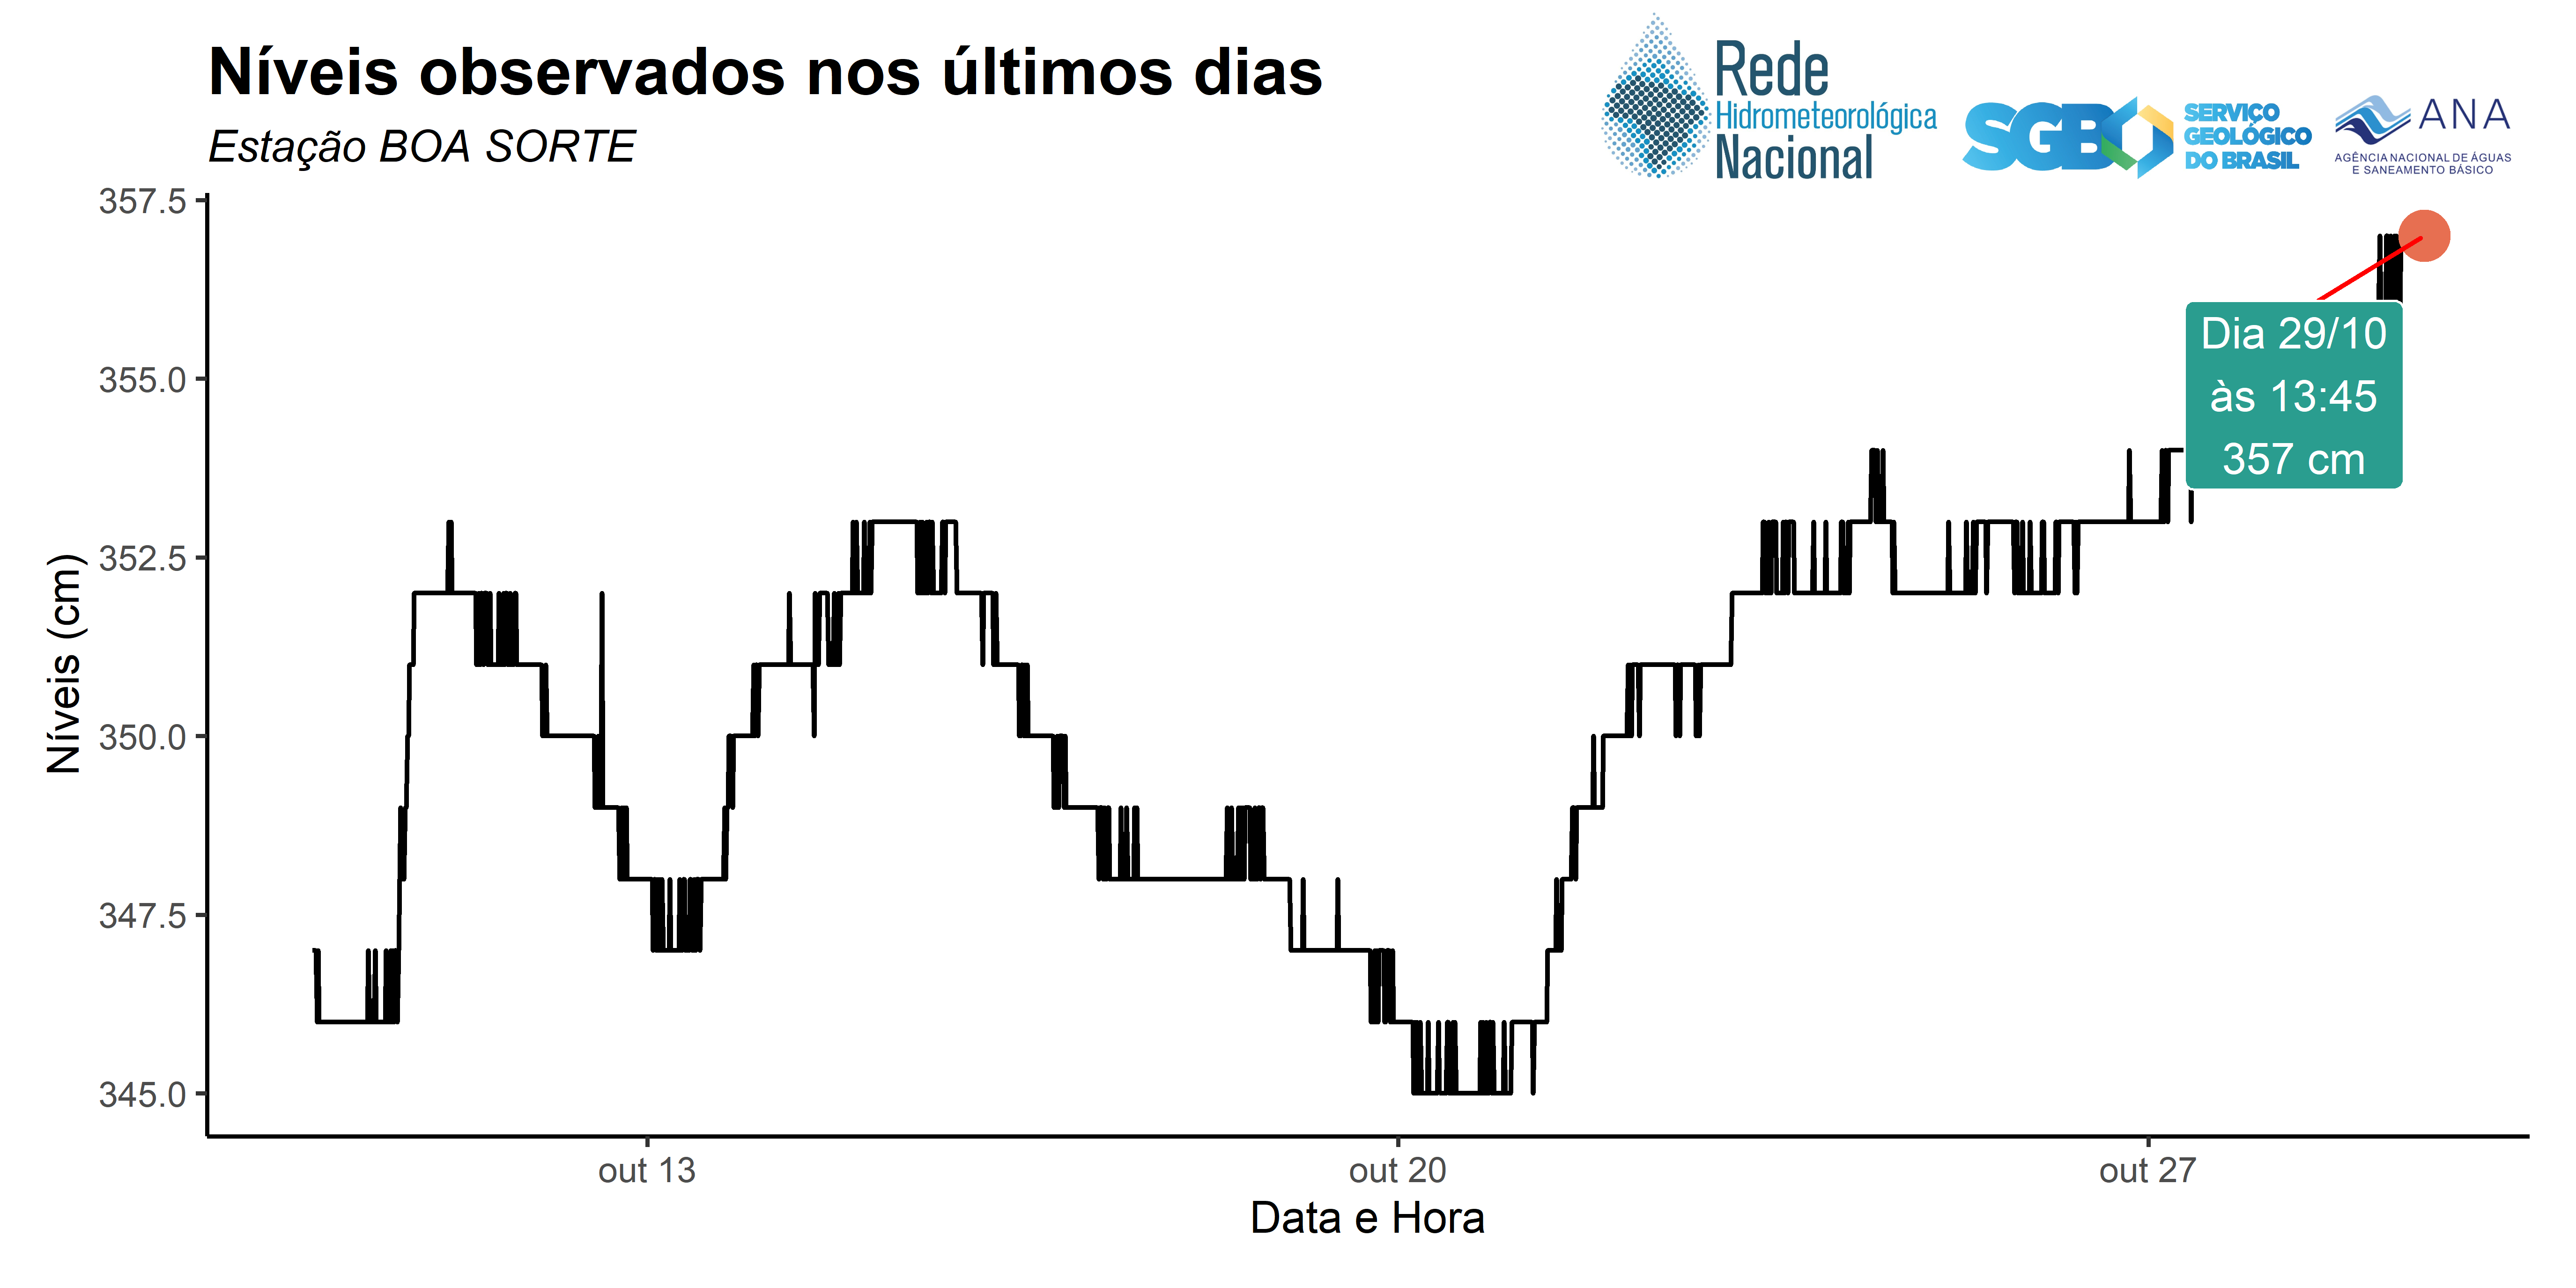 Níveis observados nos últimos dias
Estação BOA SORTE
Rede
Hidrometeorológica
Nacional
SGB
SERVIÇO
GEOLÓGICO
DO BRASIL
ANA
AGÊNCIA NACIONAL DE ÁGUAS
E SANEAMENTO BÁSICO
357.5
355.0
352.5
350.0
347.5
345.0
Níveis (cm)
Dia 29/10
às 13:45
357 cm
out 13
out 20
out 27
Data e Hora